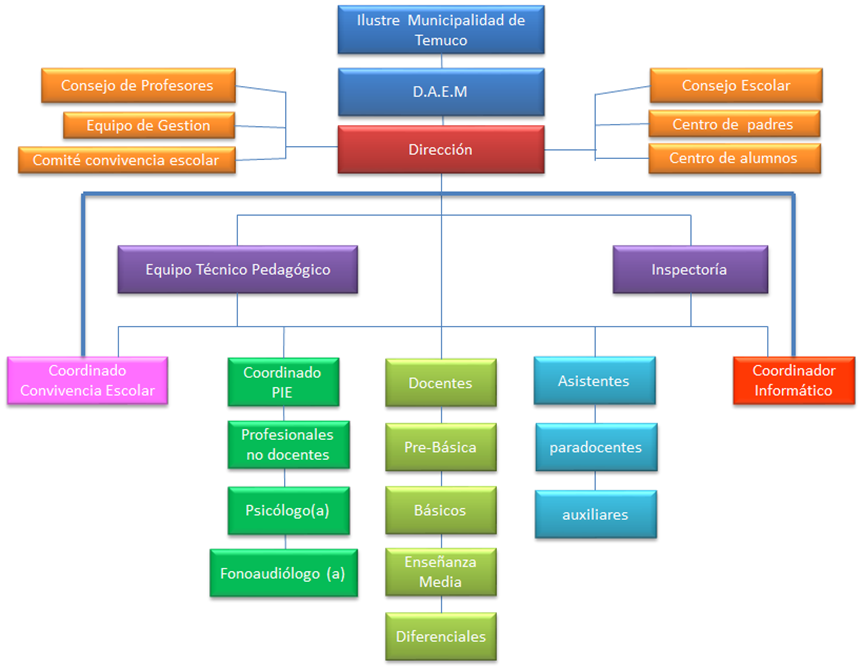 Ilustre Municipalidad de
Temuco
D.A.E.M
Dirección
Consejo de Profesores
Equipo de Gestion
Comité convivencia escolar
Consejo Escolar
Centro de padres
Centro de alumnos
Equipo Técnico Pedagógico
Inspectoría
Coordinado
Convivencia Escolar
Coordinado
PIE
Profesionales
no docentes
Psicólogo(a)
Fonoaudiólogo (a)
Docentes
Pre-Básica
Básicos
Enseñanza
Media
Diferenciales
Asistentes
paradocentes
auxiliares
Coordinador
Informático